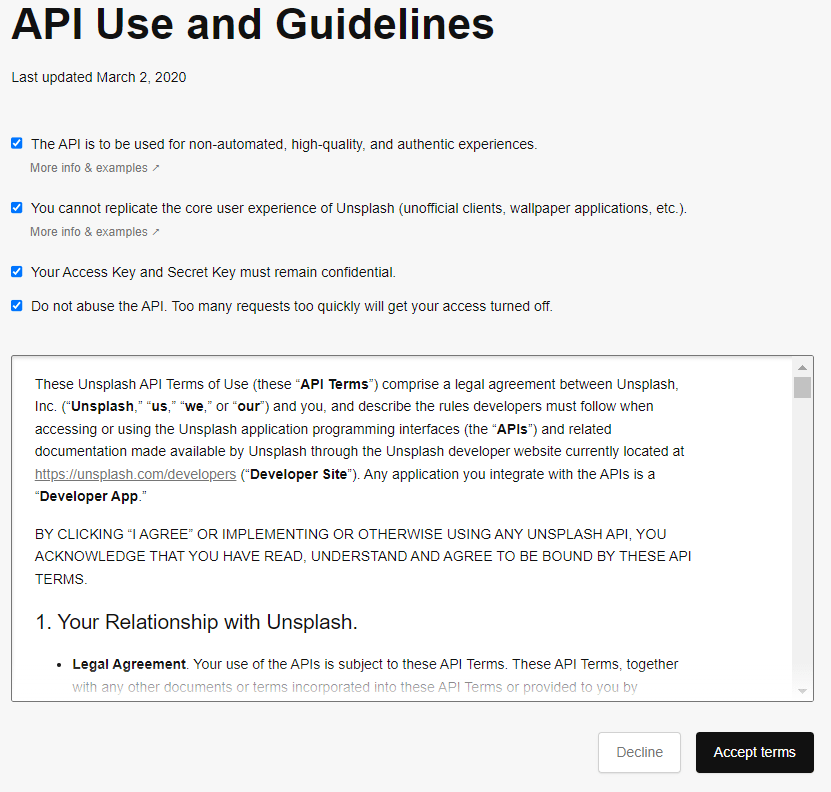 API Use and Guidelines
Last updated March 2, 2020
The API is to be used for non-automated, high-quality, and authentic experiences.
More info & examples ↗
You cannot replicate the core user experience of Unsplash (unofficial clients, wallpaper applications, etc.).
More info & examples ↗
Your Access Key and Secret Key must remain confidential.
Do not abuse the API. Too many requests too quickly will get your access turned off.
These Unsplash API Terms of Use (these “API Terms”) comprise a legal agreement between Unsplash,
Inc. (“Unsplash,” “us,” “we,” or “our”) and you, and describe the rules developers must follow when
accessing or using the Unsplash application programming interfaces (the “APIs”) and related
documentation made available by Unsplash through the Unsplash developer website currently located at
https://unsplash.com/developers (“Developer Site”). Any application you integrate with the APIs is a
“Developer App.”
BY CLICKING “I AGREE” OR IMPLEMENTING OR OTHERWISE USING ANY UNSPLASH API, YOU
ACKNOWLEDGE THAT YOU HAVE READ, UNDERSTAND AND AGREE TO BE BOUND BY THESE API
TERMS.
1. Your Relationship with Unsplash.
• Legal Agreement. Your use of the APIs is subject to these API Terms. These API Terms, together
with any other documents or terms incorporated into these API Terms or provided to you by
Decline
Accept terms